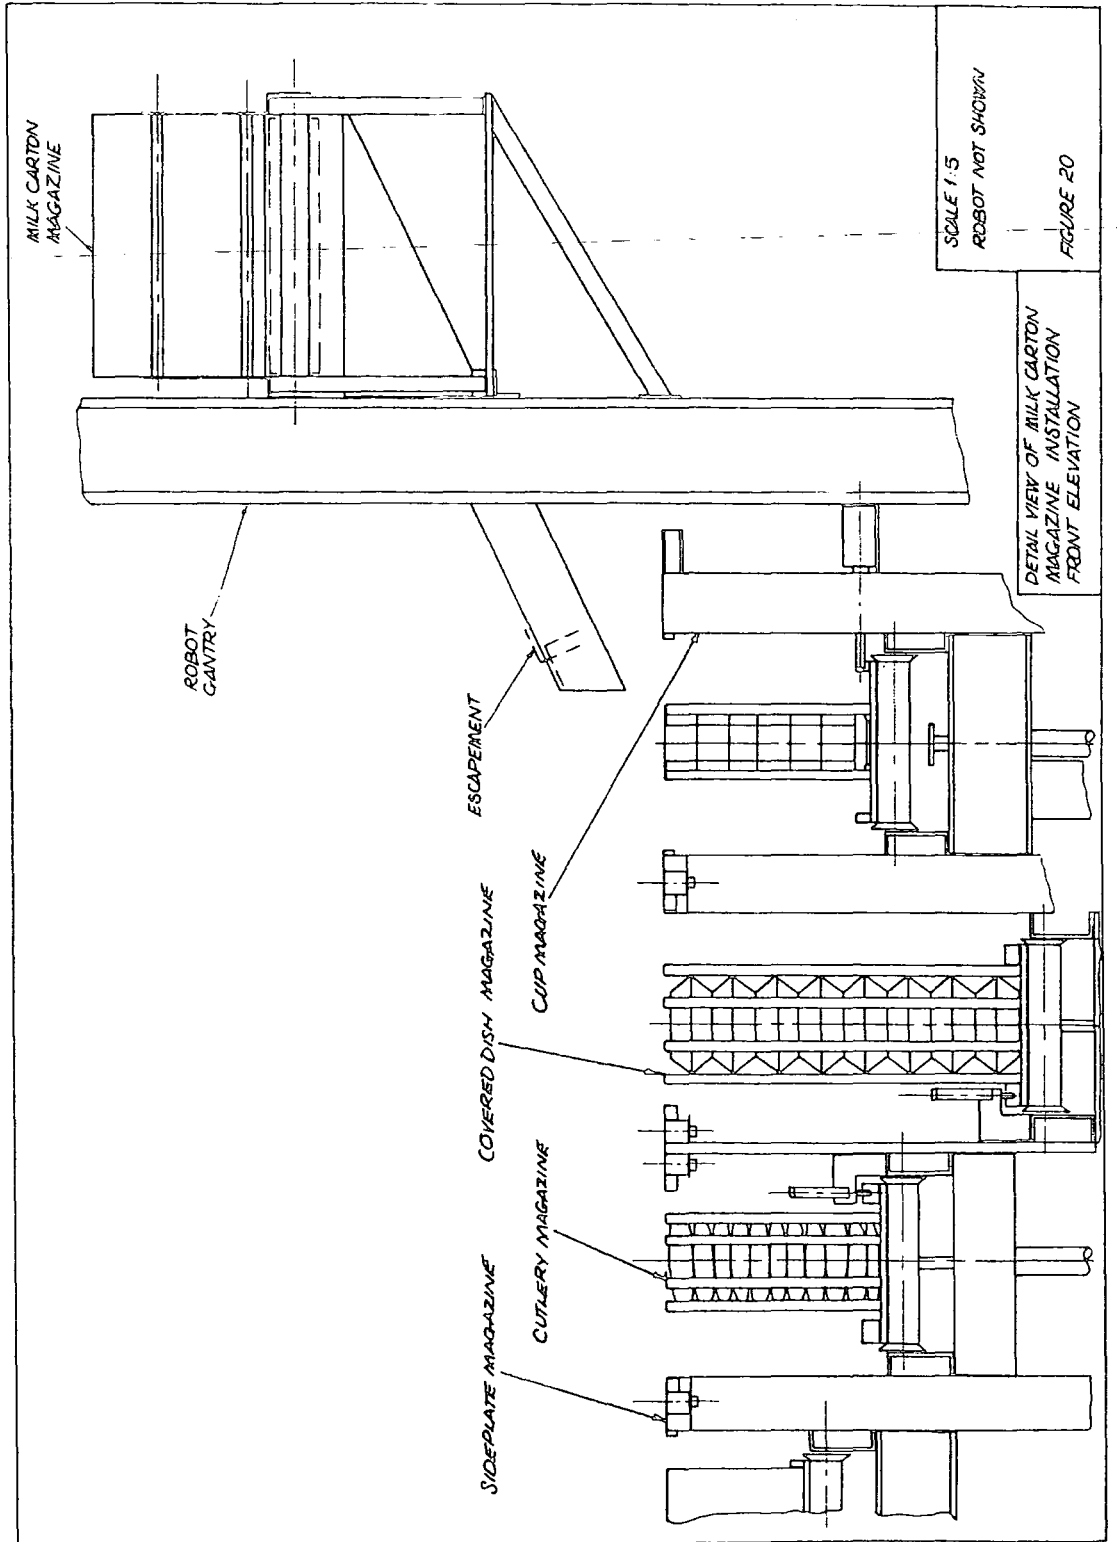 MILK CARTON
MAGAZINE
ROBOT
GANTRY
ESCAPEMENT
SIDEPLATE MAGAZINE
COVERED DISH MAGAZINE
CUTLERY MAGAZINE
CUP MAGAZINE
DETAIL VIEW OF MILK CARTON
MAGAZINE INSTALLATION
FRONT ELEVATION
SCALE 1:5
ROBOT NOT SHOWN
FIGURE 20